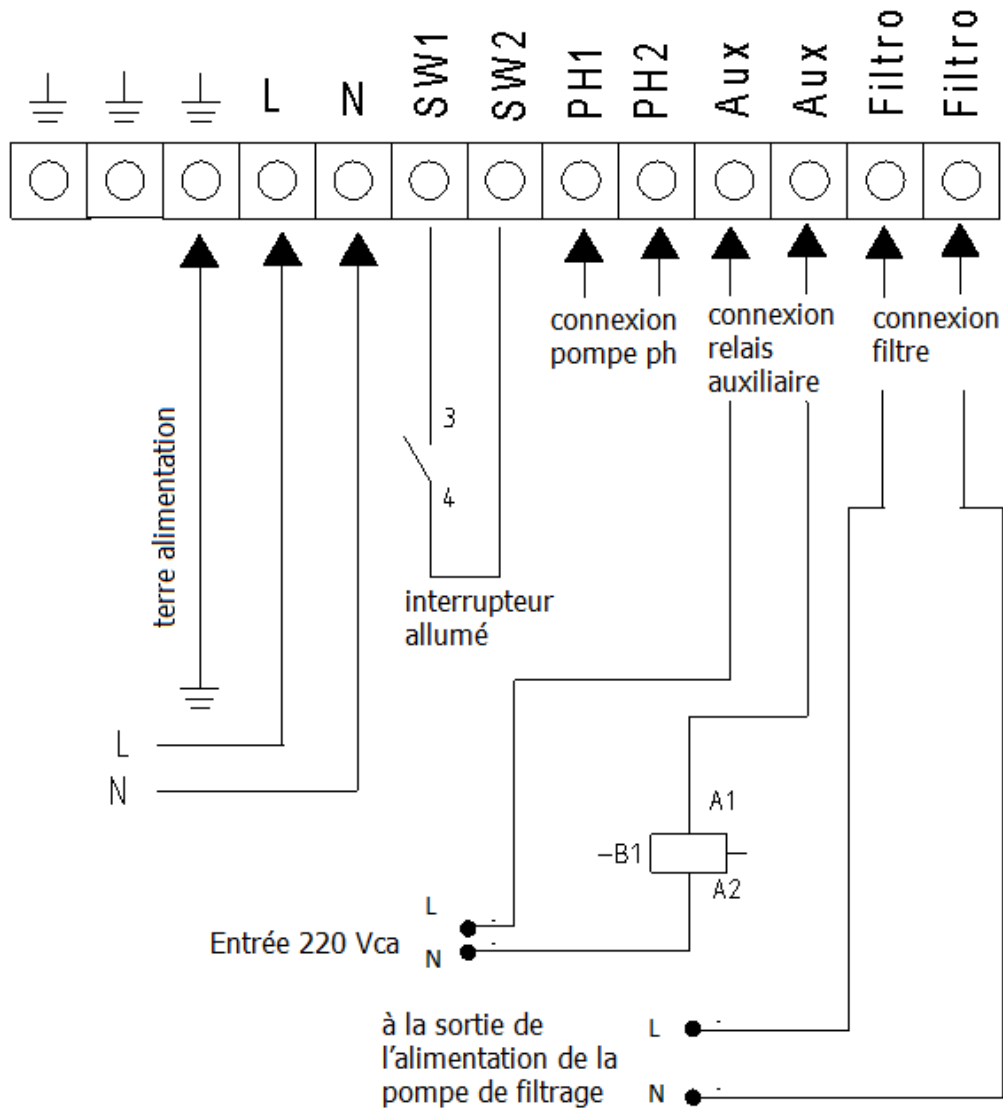 L
N
SW1
SW2
PH1
PH2
Aux
Aux
Filtro
Filtro
connexion
pompe ph
connexion
relais
auxiliaire
connexion
filtre
terre alimentation
3
4
interrupteur
allumé
L
N
A1
-B1
A2
L
Entrée 220 Vca
N
à la sortie de
l'alimentation de la
pompe de filtrage
L
N